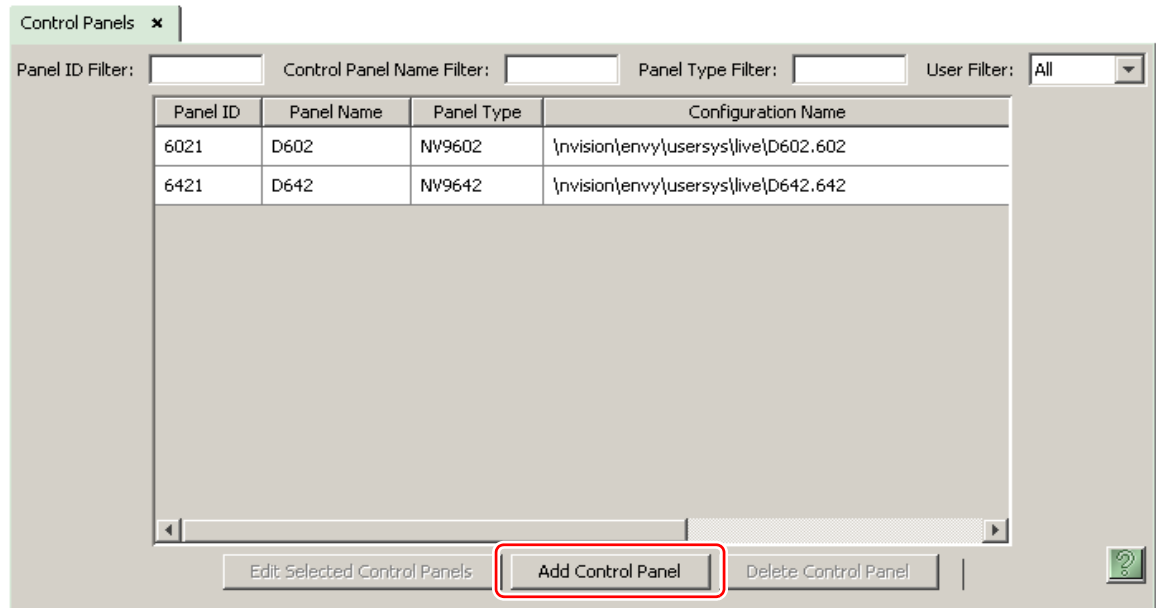 Control Panels ×
Panel ID Filter: Control Panel Name Filter: Panel Type Filter: User Filter: All
Panel ID Panel Name Panel Type Configuration Name
6021 D602 NV9602 \nvision\envy\usersys\live\D602.602
6421 D642 NV9642 \nvision\envy\usersys\live\D642.642
Edit Selected Control Panels Add Control Panel Delete Control Panel ?